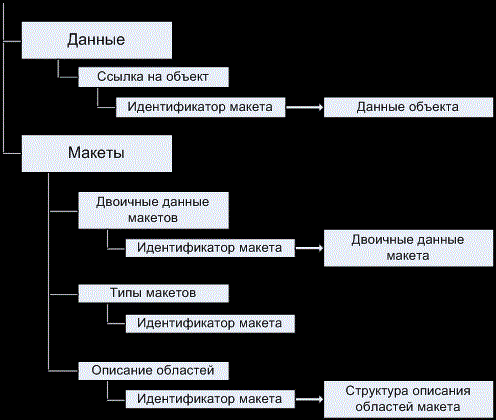 Данные
Ссылка на объект
Идентификатор макета
Данные объекта
Макеты
Двоичные данные
макетов
Идентификатор макета
Двоичные данные
макета
Типы макетов
Идентификатор макета
Описание областей
Идентификатор макета
Структура описания
областей макета